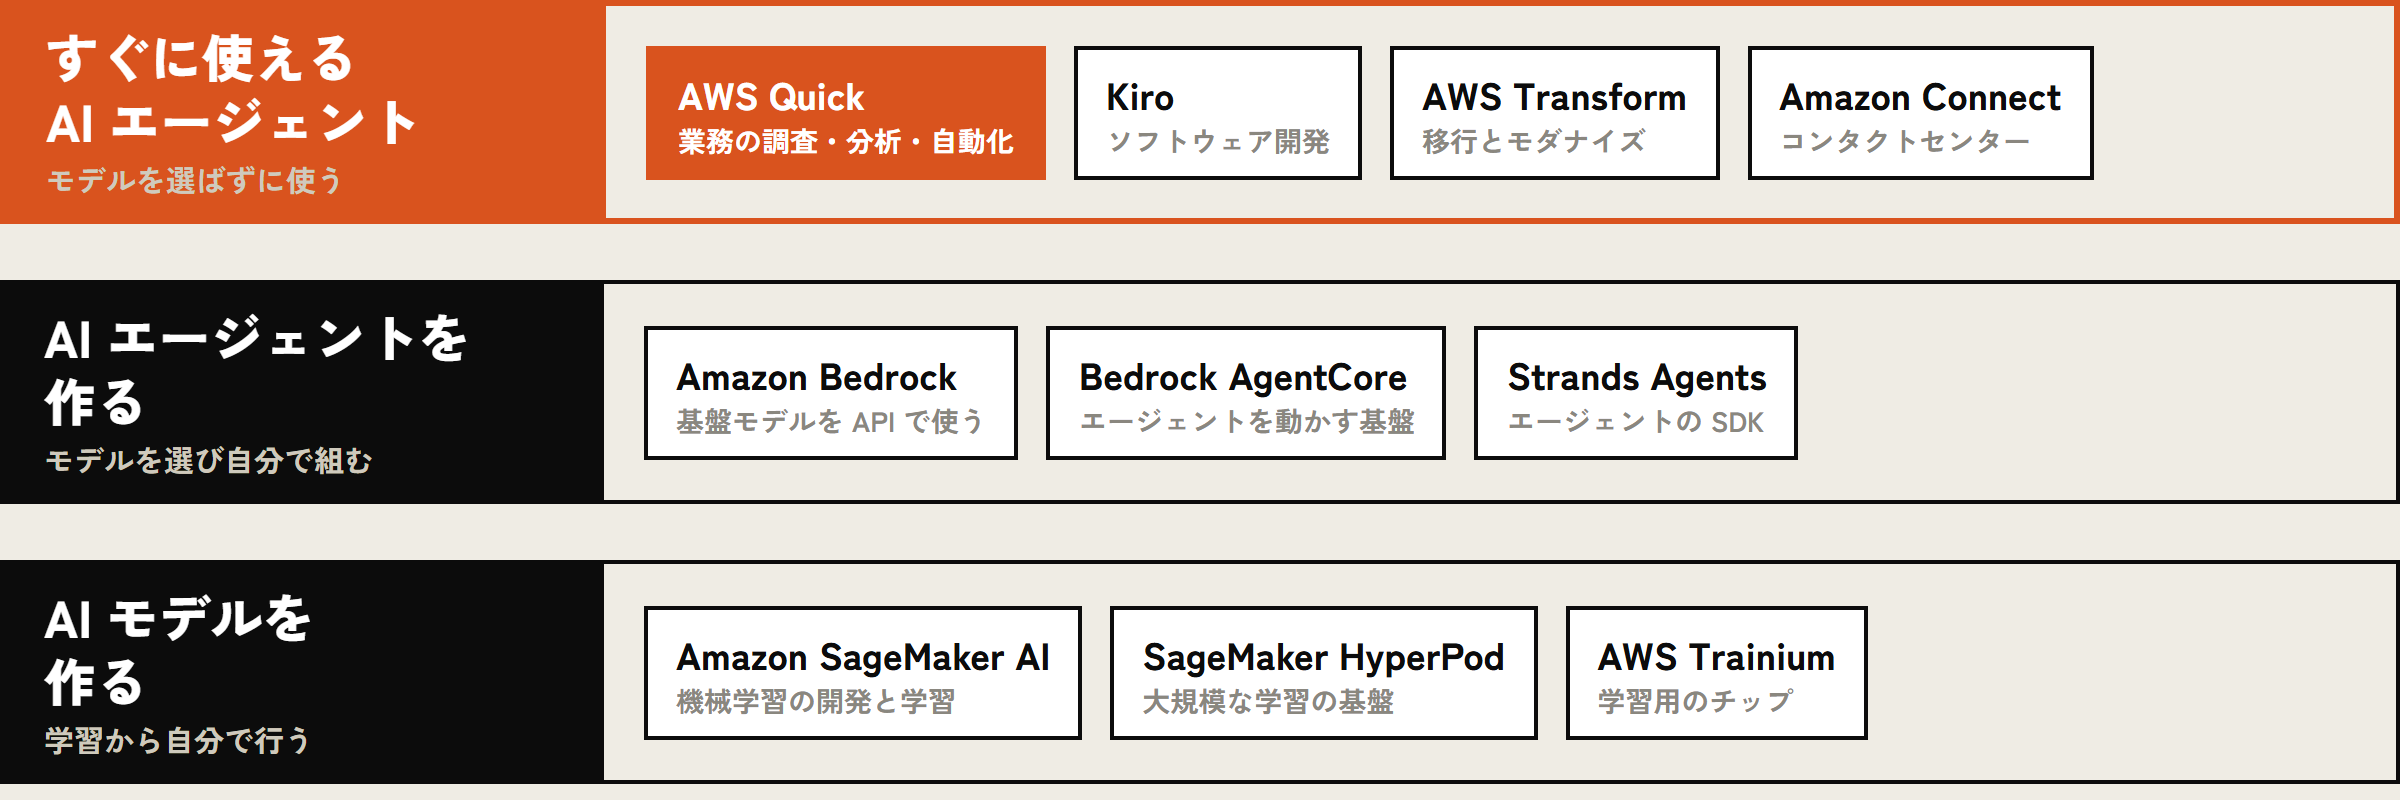 すぐに使える
AI エージェント
モデルを選ばずに使う
AWS Quick
業務の調査・分析・自動化
Kiro
ソフトウェア開発
AWS Transform
移行とモダナイズ
Amazon Connect
コンタクトセンター
AI エージェントを
作る
モデルを選び自分で組む
Amazon Bedrock
基盤モデルを API で使う
Bedrock AgentCore
エージェントを動かす基盤
Strands Agents
エージェントの SDK
AI モデルを
作る
学習から自分で行う
Amazon SageMaker AI
機械学習の開発と学習
SageMaker HyperPod
大規模な学習の基盤
AWS Trainium
学習用のチップ